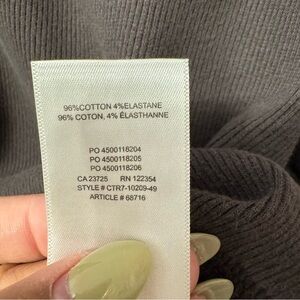 96%COTTON 4%ELASTANE
96% COTON, 4% ÉLASTHANNE
PO 4500118204
PO 4500118205
PO 4500118206
CA 23725 RN 122354
STYLE # CTR7-10209-49
ARTICLE # 68716